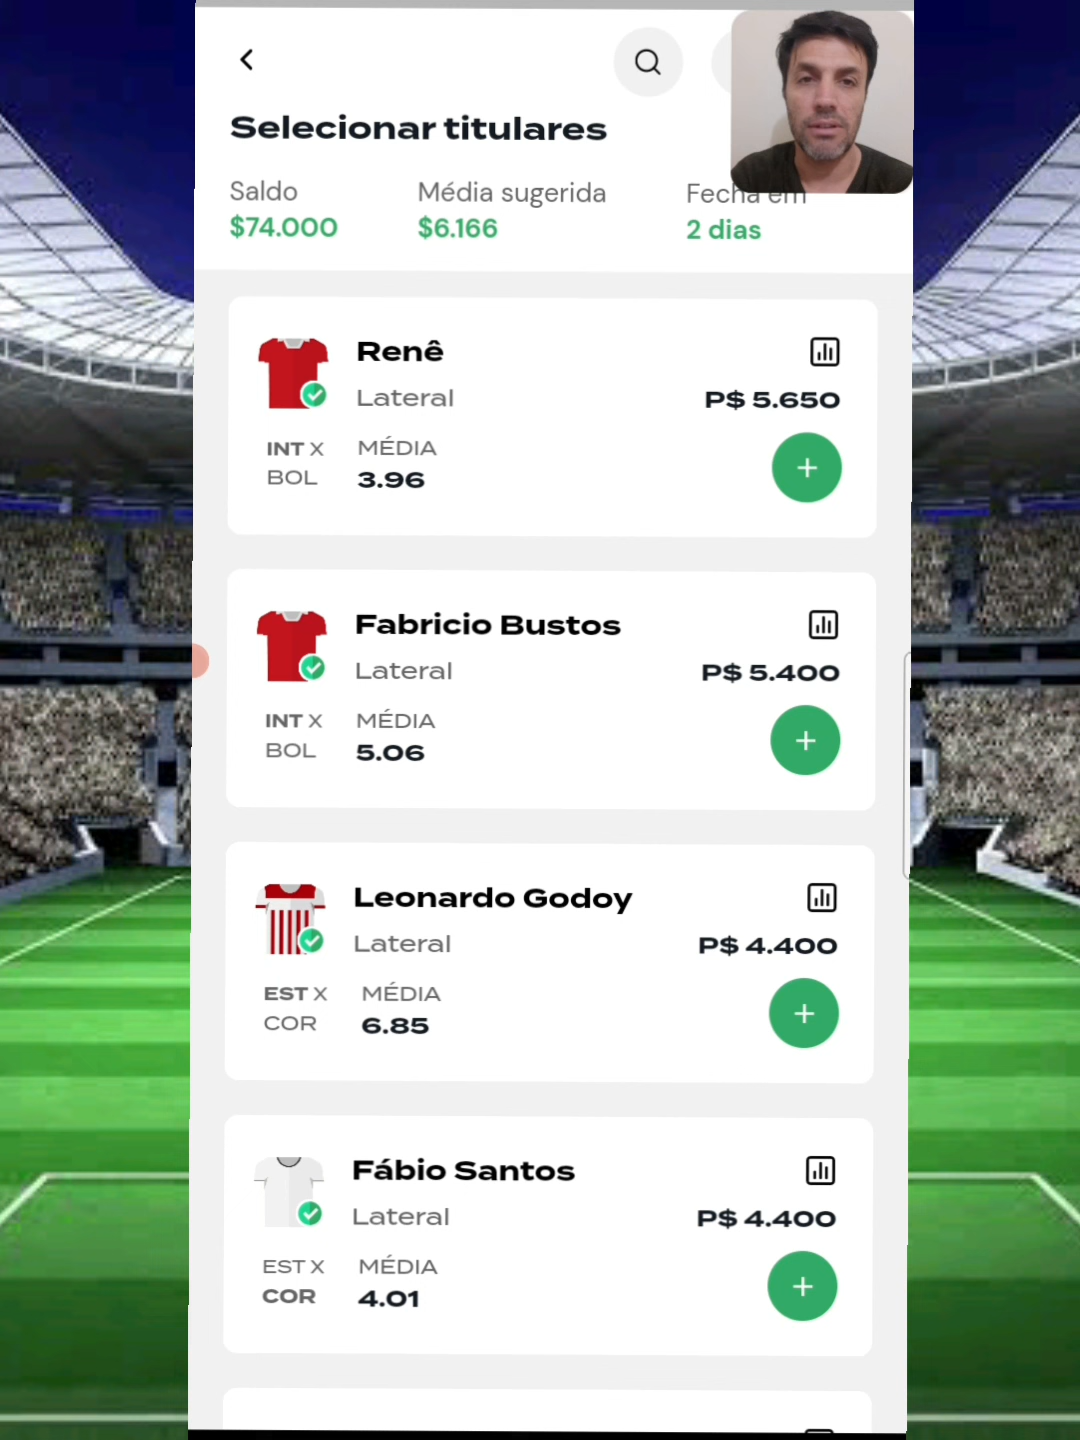 Selecionar titulares
Saldo
$74.000
Média sugerida
$6.166
Fecha em
2 dias
Renê
Lateral
P$ 5.650
INT X
BOL
MÉDIA
3.96
Fabricio Bustos
Lateral
P$ 5.400
INT X
BOL
MÉDIA
5.06
Leonardo Godoy
Lateral
P$ 4.400
EST X
COR
MÉDIA
6.85
Fábio Santos
Lateral
P$ 4.400
EST X
COR
MÉDIA
4.01